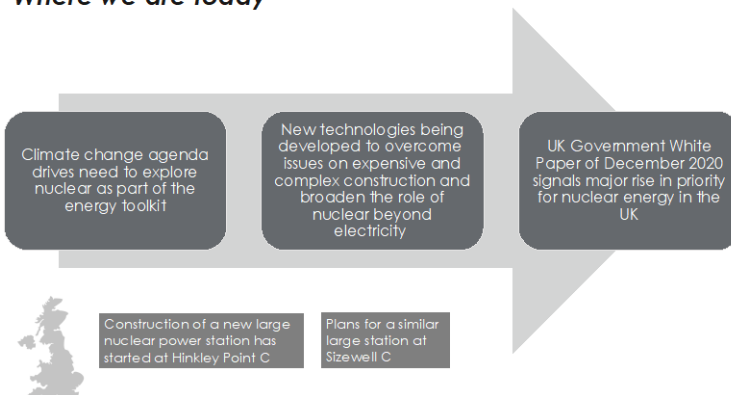 Where we are today
Climate change agenda
drives need to explore
nuclear as part of the
energy toolkit
New technologies being
developed to overcome
issues on expensive and
complex construction and
broaden the role of
nuclear beyond
electricity
UK Government White
Paper of December 2020
signals major rise in priority
for nuclear energy in the
UK
Construction of a new large
nuclear power station has
started at Hinkley Point C
Plans for a similar
large station at
Sizewell C